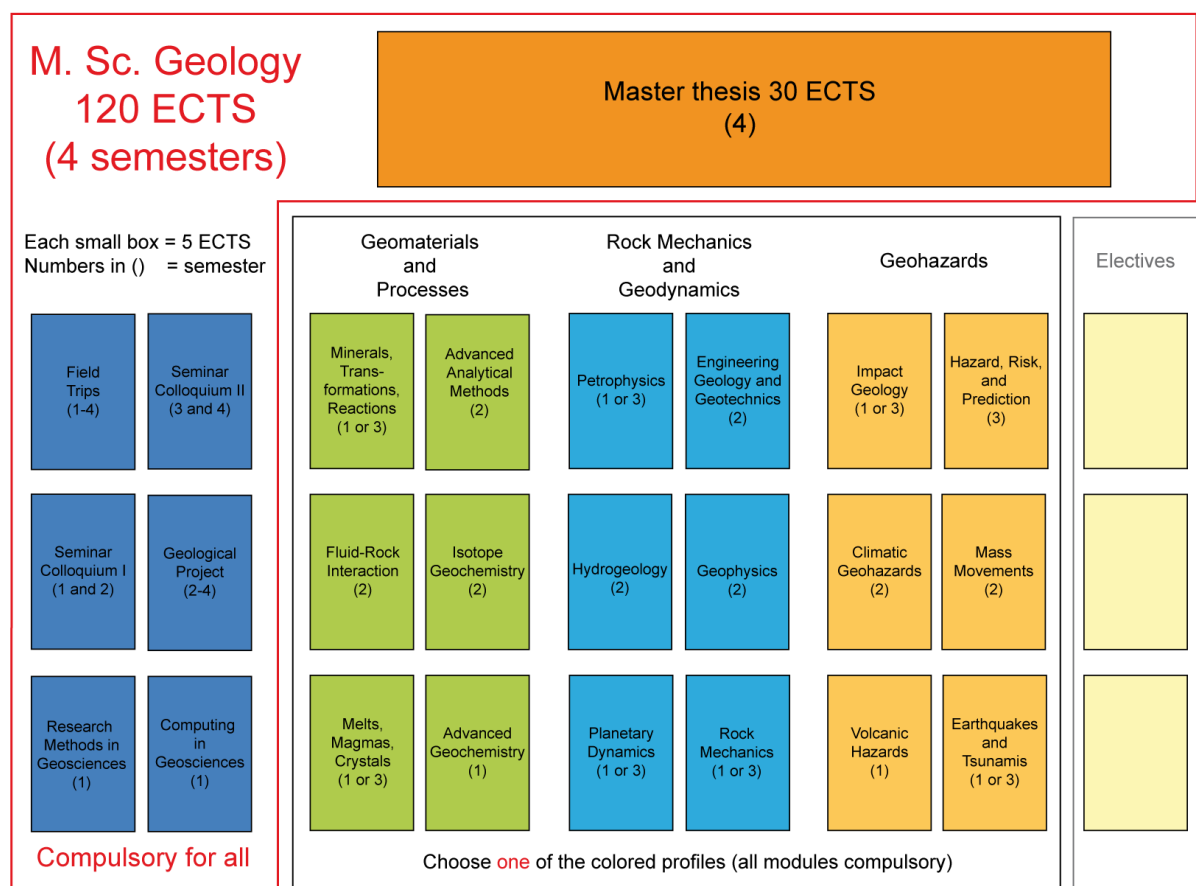 M. Sc. Geology
120 ECTS
(4 semesters)
Master thesis 30 ECTS
(4)
Each small box = 5 ECTS
Numbers in () = semester
Geomaterials
and
Processes
Rock Mechanics
and
Geodynamics
Geohazards
Electives
Field
Trips
(1-4)
Seminar
Colloquium II
(3 and 4)
Minerals,
Trans-
formations,
Reactions
(1 or 3)
Advanced
Analytical
Methods
(2)
Petrophysics
(1 or 3)
Engineering
Geology and
Geotechnics
(2)
Impact
Geology
(1 or 3)
Hazard, Risk,
and
Prediction
(3)
Seminar
Colloquium I
(1 and 2)
Geological
Project
(2-4)
Fluid-Rock
Interaction
(2)
Isotope
Geochemistry
(2)
Hydrogeology
(2)
Geophysics
(2)
Climatic
Geohazards
(2)
Mass
Movements
(2)
Research
Methods in
Geosciences
(1)
Computing
in
Geosciences
(1)
Melts,
Magmas,
Crystals
(1 or 3)
Advanced
Geochemistry
(1)
Planetary
Dynamics
(1 or 3)
Rock
Mechanics
(1 or 3)
Volcanic
Hazards
(1)
Earthquakes
and
Tsunamis
(1 or 3)
Compulsory for all
Choose one of the colored profiles (all modules compulsory)